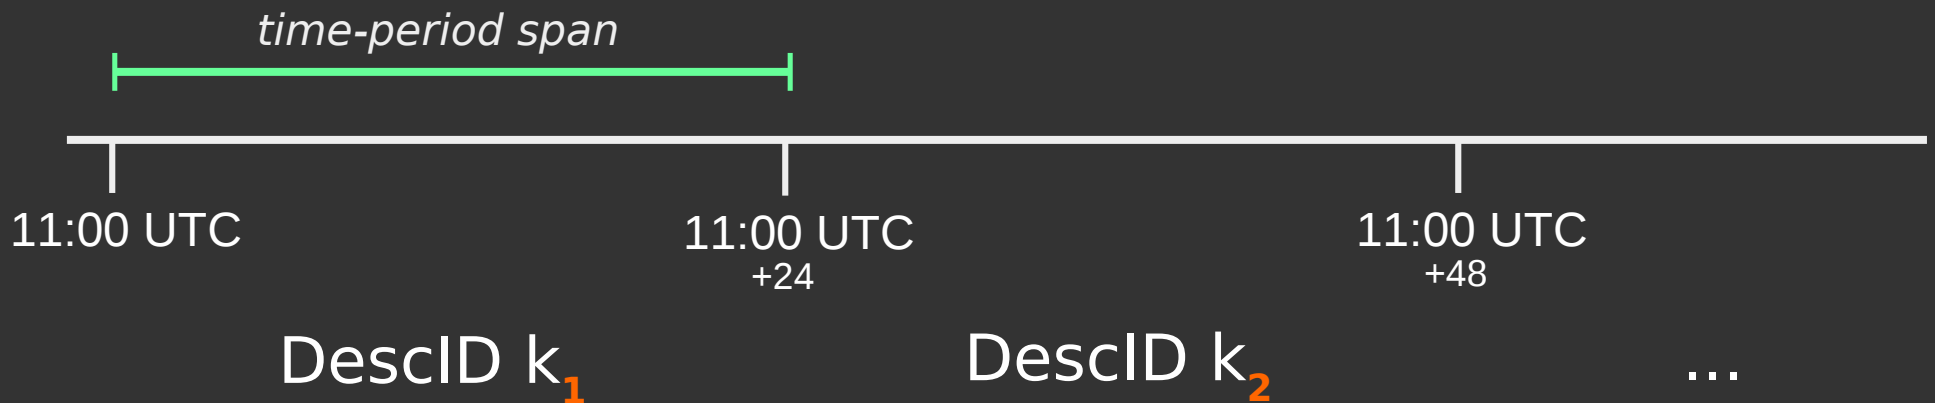 time-period span
11:00 UTC
11:00 UTC
+24
11:00 UTC
+48
DescID k1
DescID k2
...